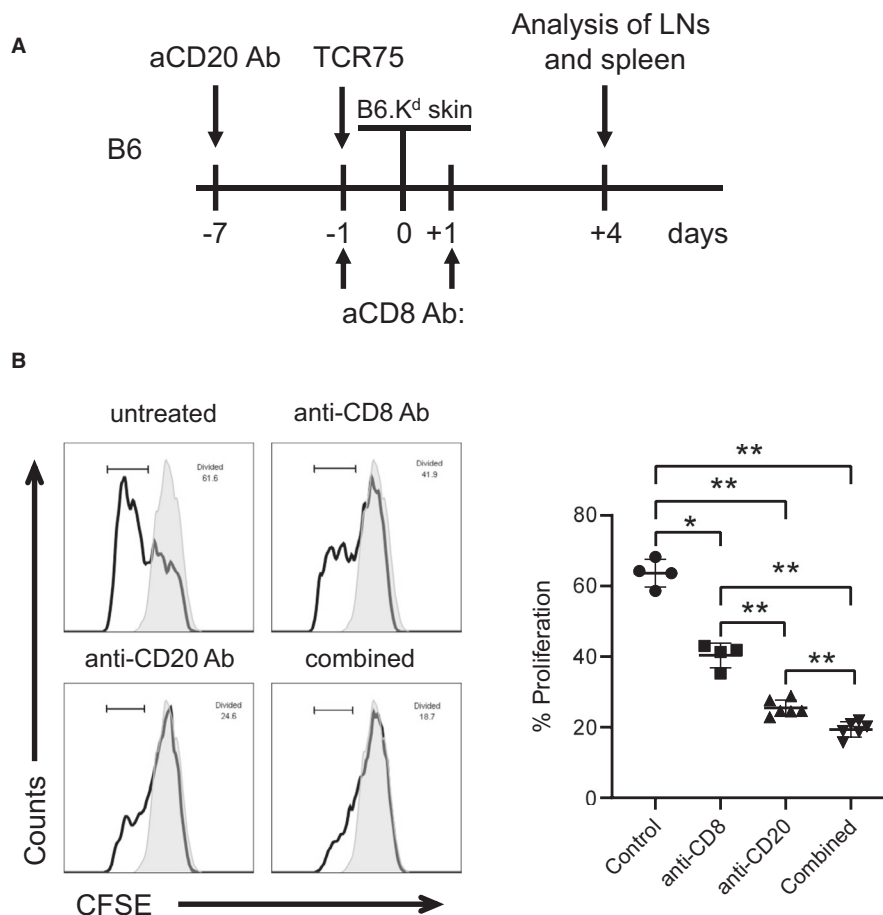 A
aCD20 Ab
TCR75
Analysis of LNs
and spleen
B6.Kd skin
B6
-7
-1
0
+1
+4
days
aCD8 Ab:
B
untreated
anti-CD8 Ab
Divided
61.6
Divided
41.9
anti-CD20 Ab
combined
Divided
24.6
Divided
18.7
Counts
CFSE
**
**
*
**
**
**
% Proliferation
80
60
40
20
0
Control
anti-CD8
anti-CD20
Combined